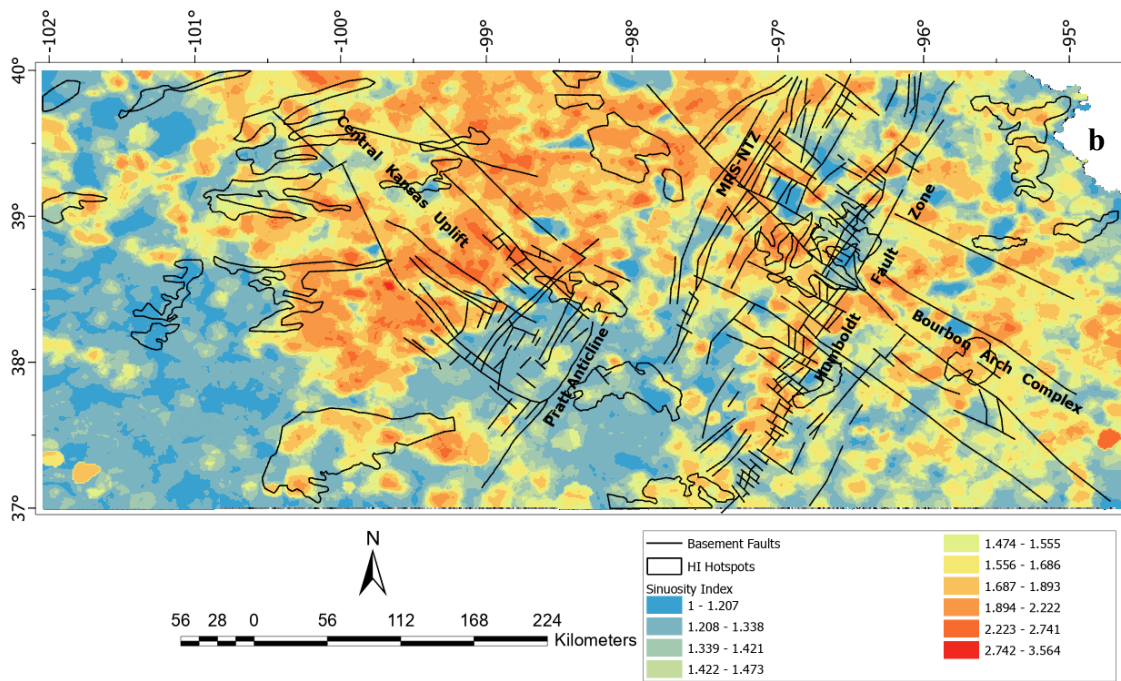 -102°
-101°
-100°
-99°
-98°
-97°
-96°
-95°
40°
39°
38°
37°
b
Central Kansas Uplift
MRS-NTZ
Pratt Anticline
Humboldt Fault Zone
Bourbon Arch Complex
N
56 28 0 56 112 168 224
Kilometers
Basement Faults
HI Hotspots
Sinuosity Index
1 - 1.207
1.208 - 1.338
1.339 - 1.421
1.422 - 1.473
1.474 - 1.555
1.556 - 1.686
1.687 - 1.893
1.894 - 2.222
2.223 - 2.741
2.742 - 3.564